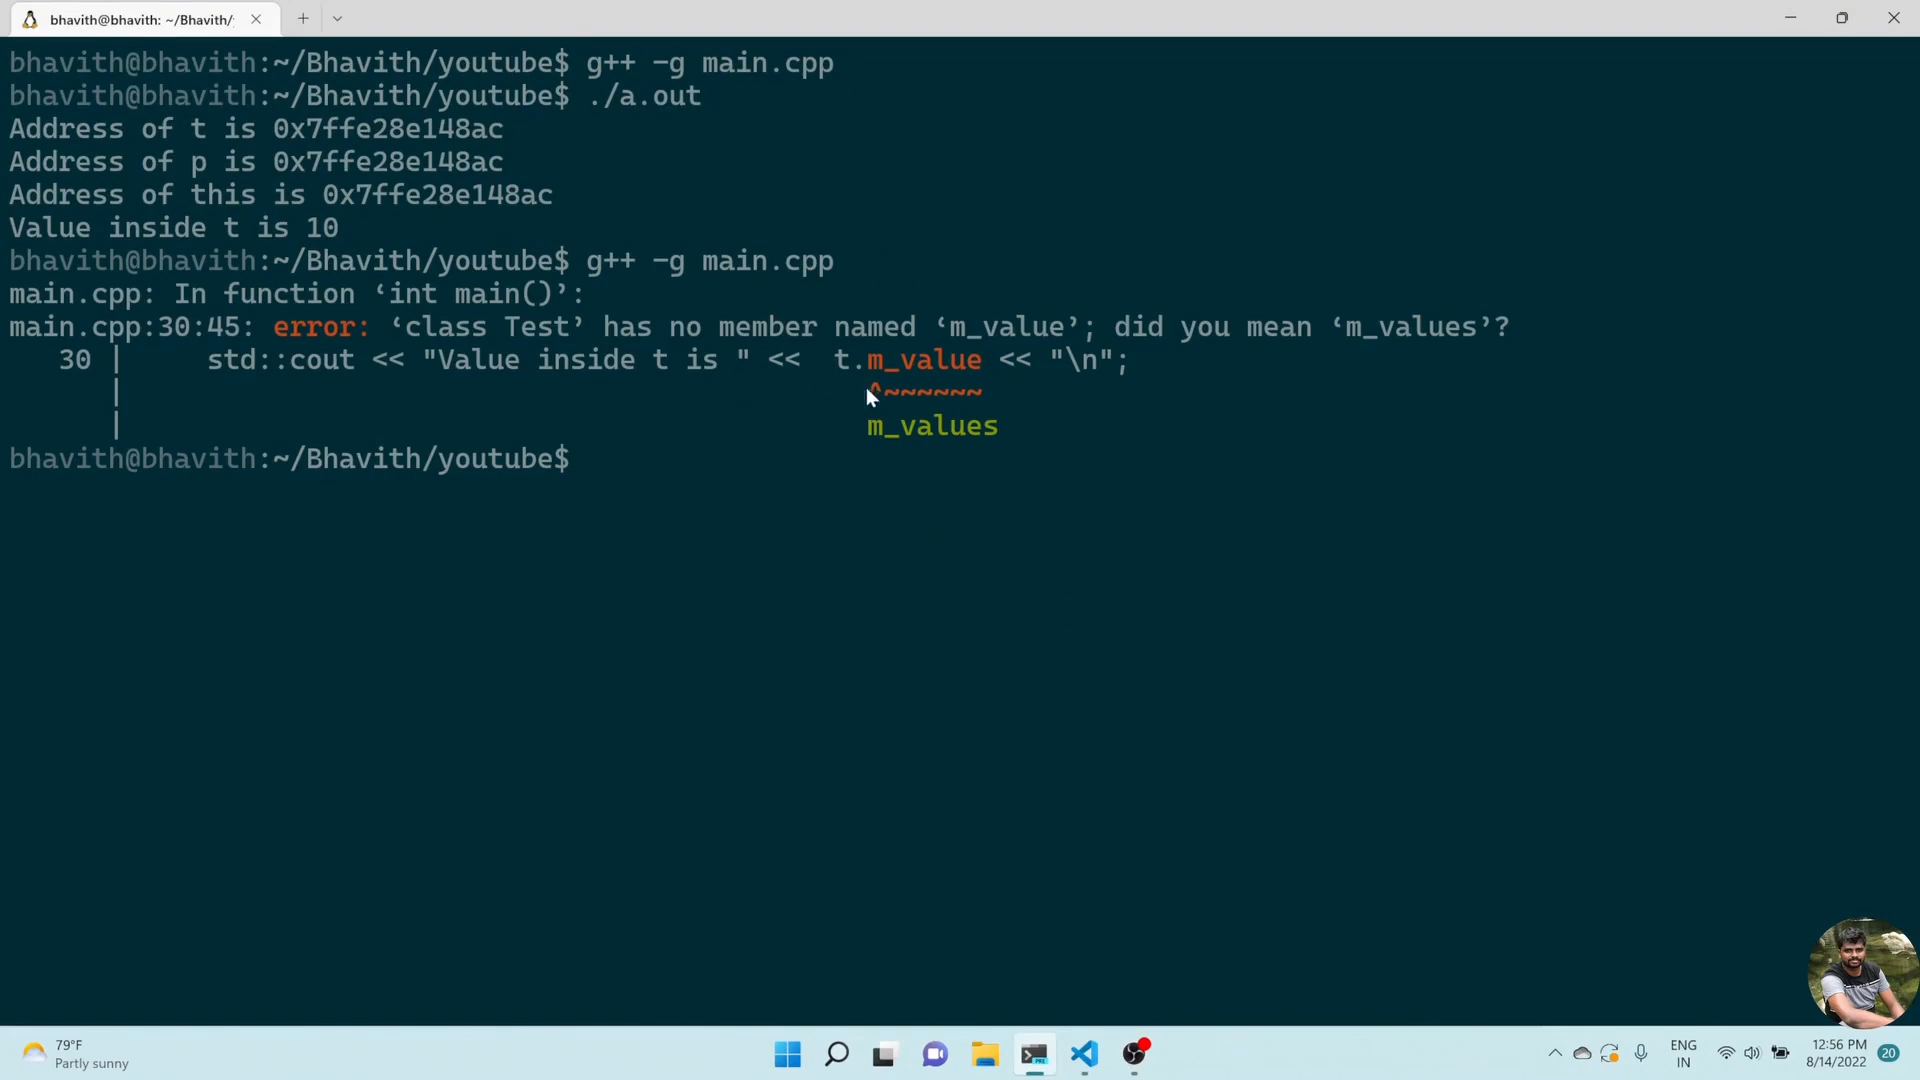 bhavith@bhavith: ~/Bhavith/
bhavith@bhavith:~/Bhavith/youtube$ g++ -g main.cpp
bhavith@bhavith:~/Bhavith/youtube$ ./a.out
Address of t is 0x7ffe28e148ac
Address of p is 0x7ffe28e148ac
Address of this is 0x7ffe28e148ac
Value inside t is 10
bhavith@bhavith:~/Bhavith/youtube$ g++ -g main.cpp
main.cpp: In function ‘int main()’:
main.cpp:30:45: error: ‘class Test’ has no member named ‘m_value’; did you mean ‘m_values’?
30 |     std::cout << "Value inside t is " <<  t.m_value << "\n";
|                                             ^~~~~~~
|                                             m_values
bhavith@bhavith:~/Bhavith/youtube$
79°F
Partly sunny
PRE
ENG
IN
12:56 PM
8/14/2022
20